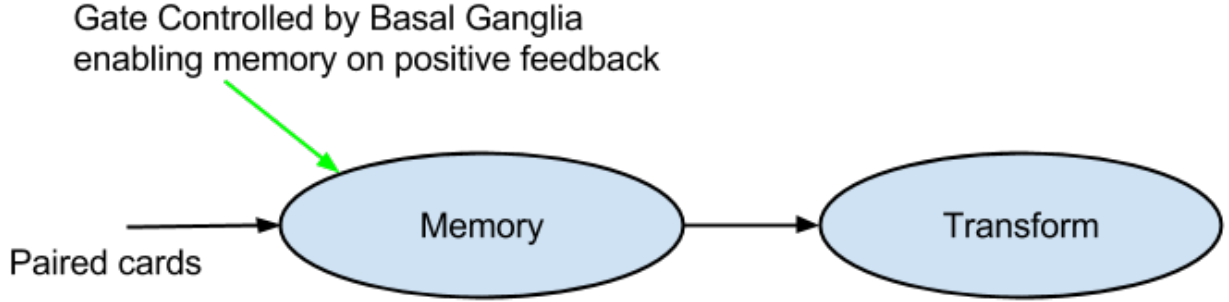 Gate Controlled by Basal Ganglia
enabling memory on positive feedback
Memory
Transform
Paired cards